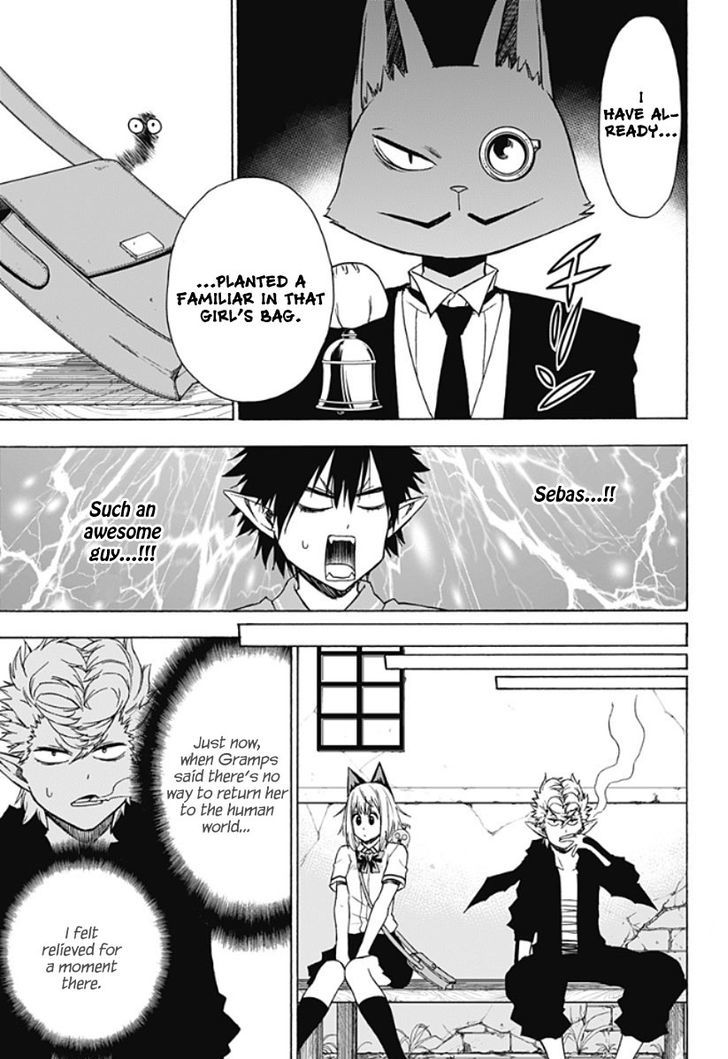 I
HAVE AL-
READY...
...PLANTED A
FAMILIAR IN THAT
GIRL'S BAG.
Sebas...!!
Such an
awesome
guy...!!!
Just now,
when Gramps
said there's no
way to return her
to the human
world...
I felt
relieved for
a moment
there.